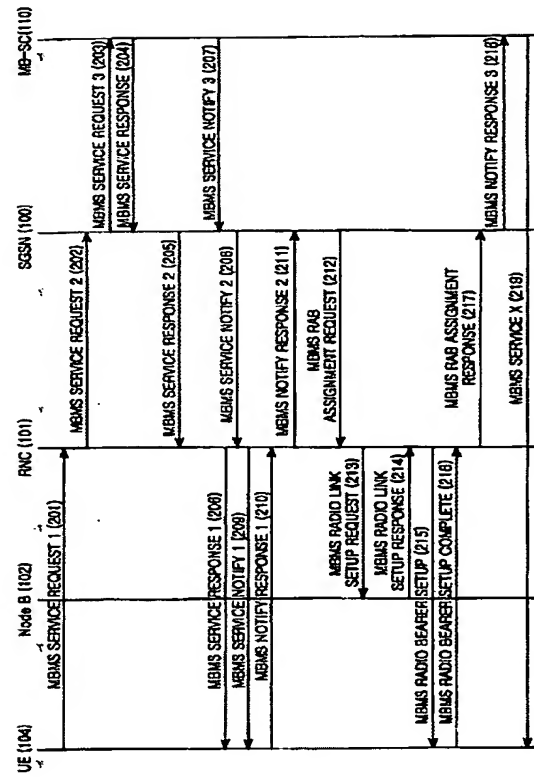 UE (104)
Node B (102)
RNC (101)
SGSN (100)
MB-SC(110)
MBMS SERVICE REQUEST 1 (201)
MBMS SERVICE REQUEST 2 (202)
MBMS SERVICE REQUEST 3 (203)
MBMS SERVICE RESPONSE (204)
MBMS SERVICE RESPONSE 2 (205)
MBMS SERVICE RESPONSE 1 (206)
MBMS SERVICE NOTIFY 3 (207)
MBMS SERVICE NOTIFY 2 (208)
MBMS SERVICE NOTIFY 1 (209)
MBMS NOTIFY RESPONSE 1 (210)
MBMS NOTIFY RESPONSE 2 (211)
MBMS RAB
ASSIGNMENT REQUEST (212)
MBMS RADIO LINK
SETUP REQUEST (213)
MBMS RADIO LINK
SETUP RESPONSE (214)
MBMS RADIO BEARER SETUP (215)
MBMS RADIO BEARER SETUP COMPLETE (216)
MBMS RAB ASSIGNMENT
RESPONSE (217)
MBMS NOTIFY RESPONSE 3 (218)
MBMS SERVICE X (219)